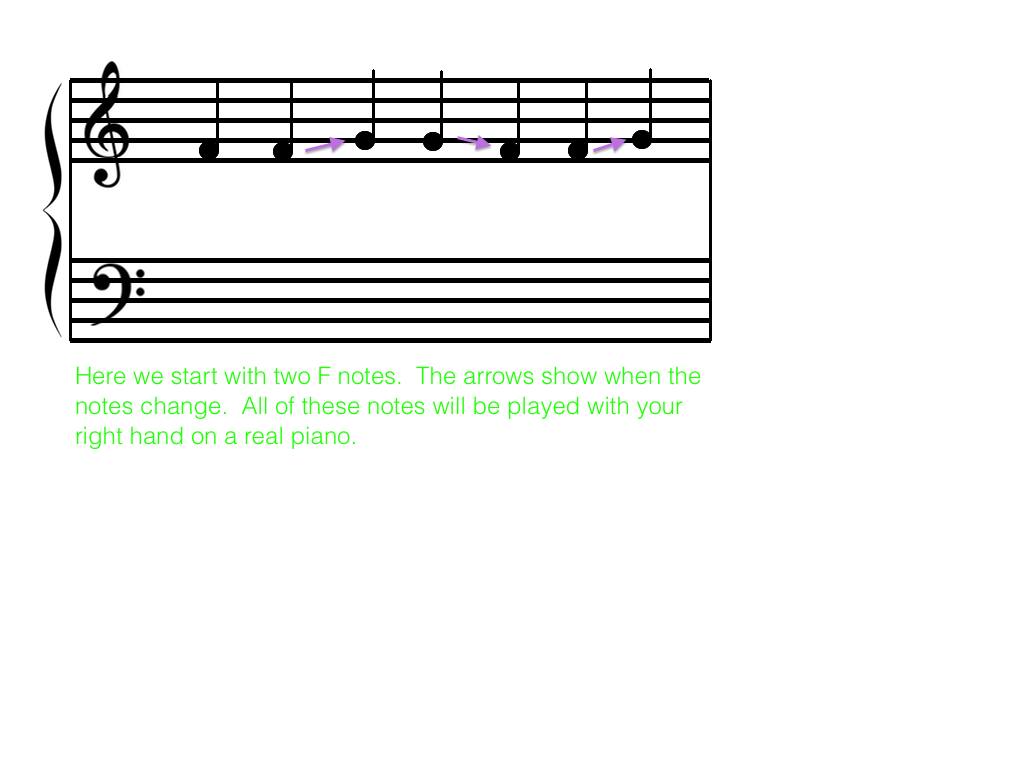 Here we start with two F notes.  The arrows show when the
notes change.  All of these notes will be played with your
right hand on a real piano.